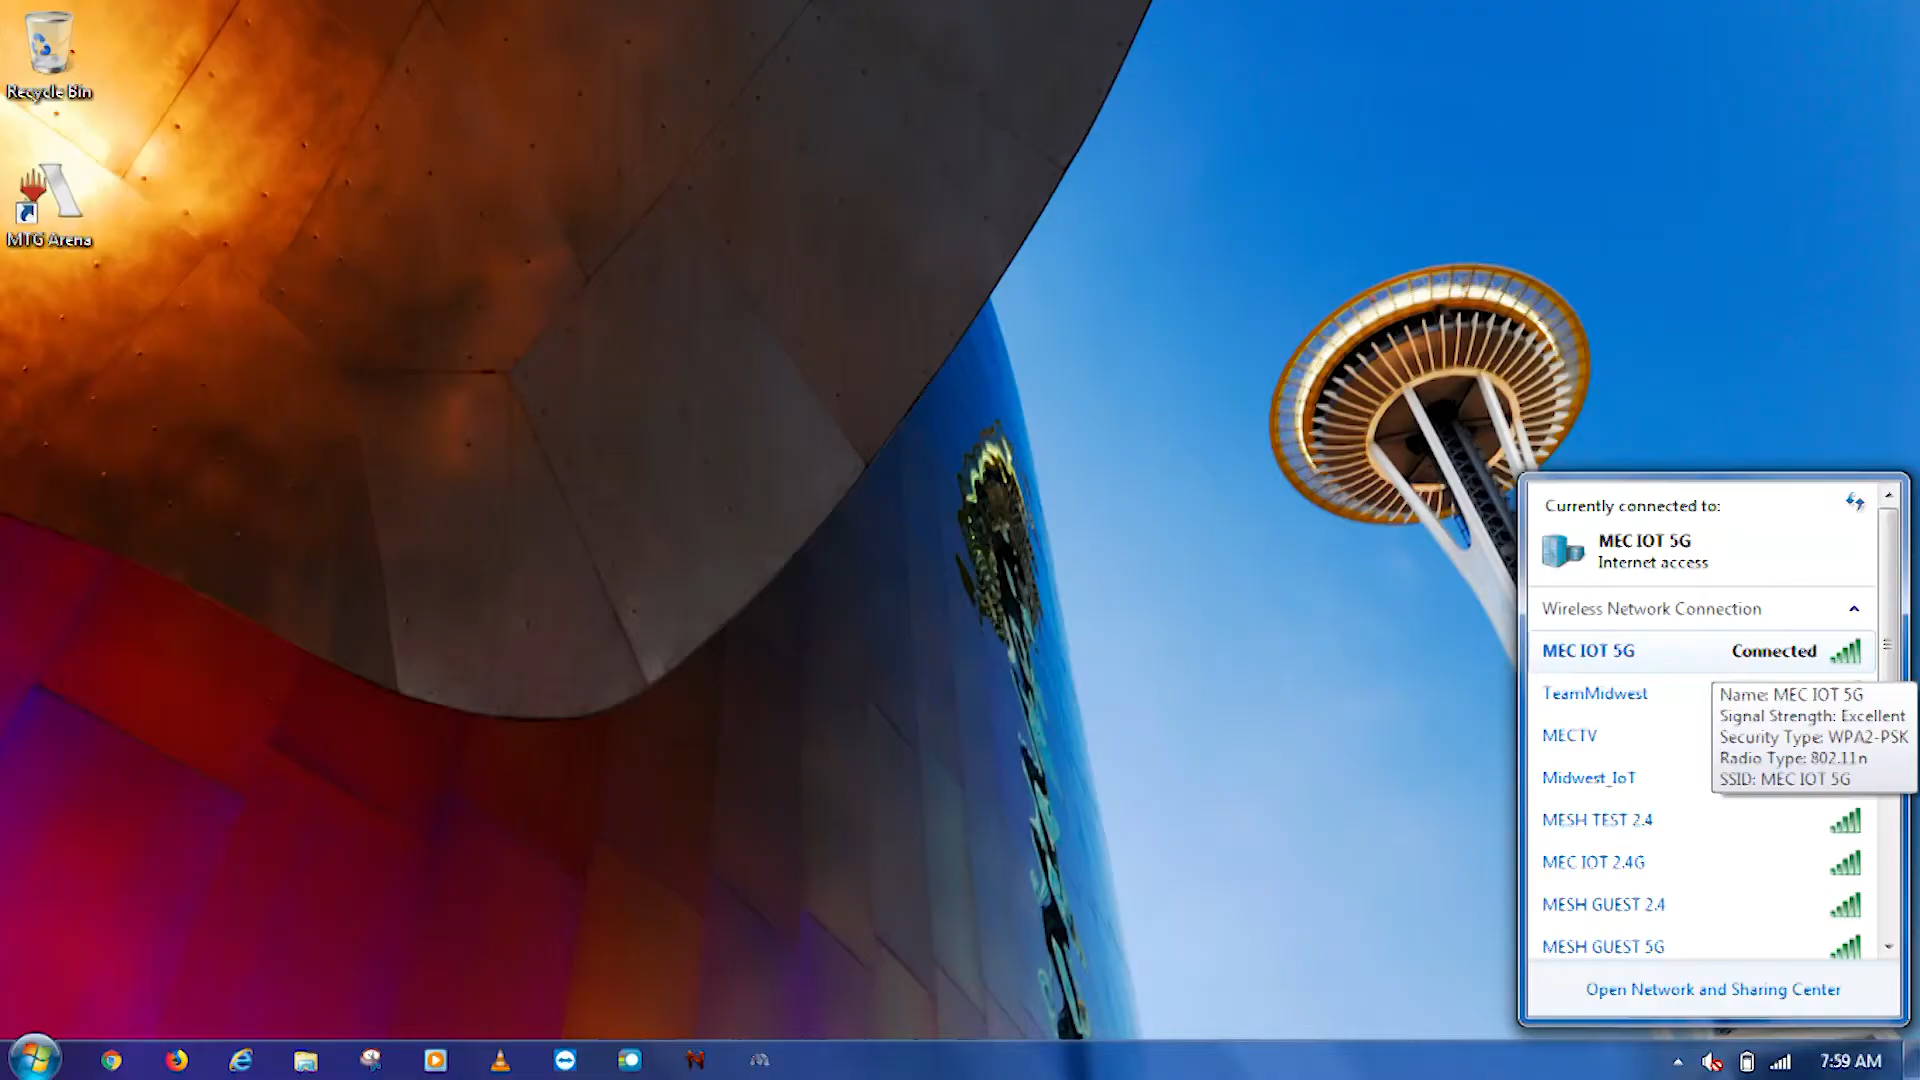 Recycle Bin
MTG Arena
Currently connected to:
MEC IOT 5G
Internet access
Wireless Network Connection
MEC IOT 5G Connected
TeamMidwest
MECTV
Midwest_IoT
Name: MEC IOT 5G
Signal Strength: Excellent
Security Type: WPA2-PSK
Radio Type: 802.11n
SSID: MEC IOT 5G
MESH TEST 2.4
MEC IOT 2.4G
MESH GUEST 2.4
MESH GUEST 5G
Open Network and Sharing Center
7:59 AM